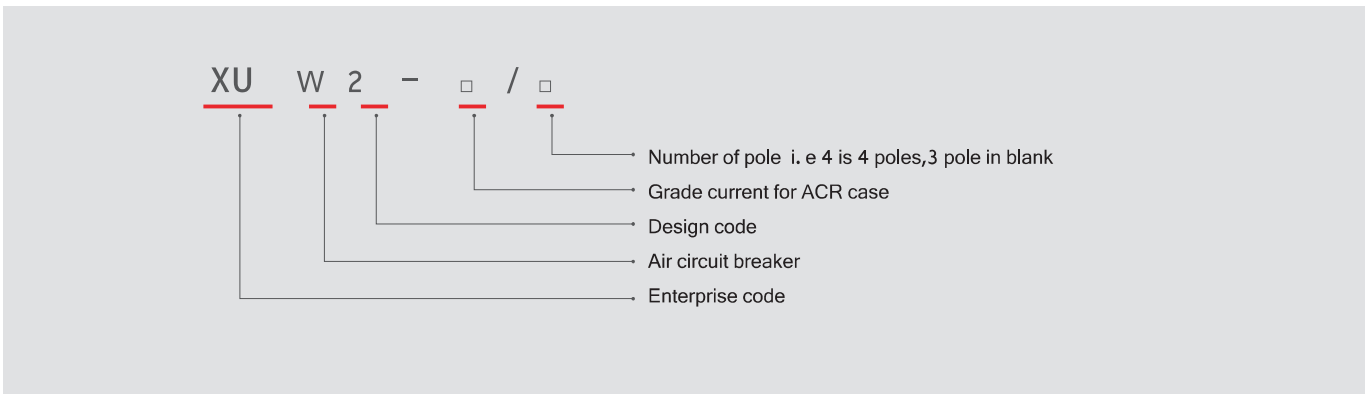 XU W 2 - □ / □
Number of pole i. e 4 is 4 poles,3 pole in blank
Grade current for ACR case
Design code
Air circuit breaker
Enterprise code